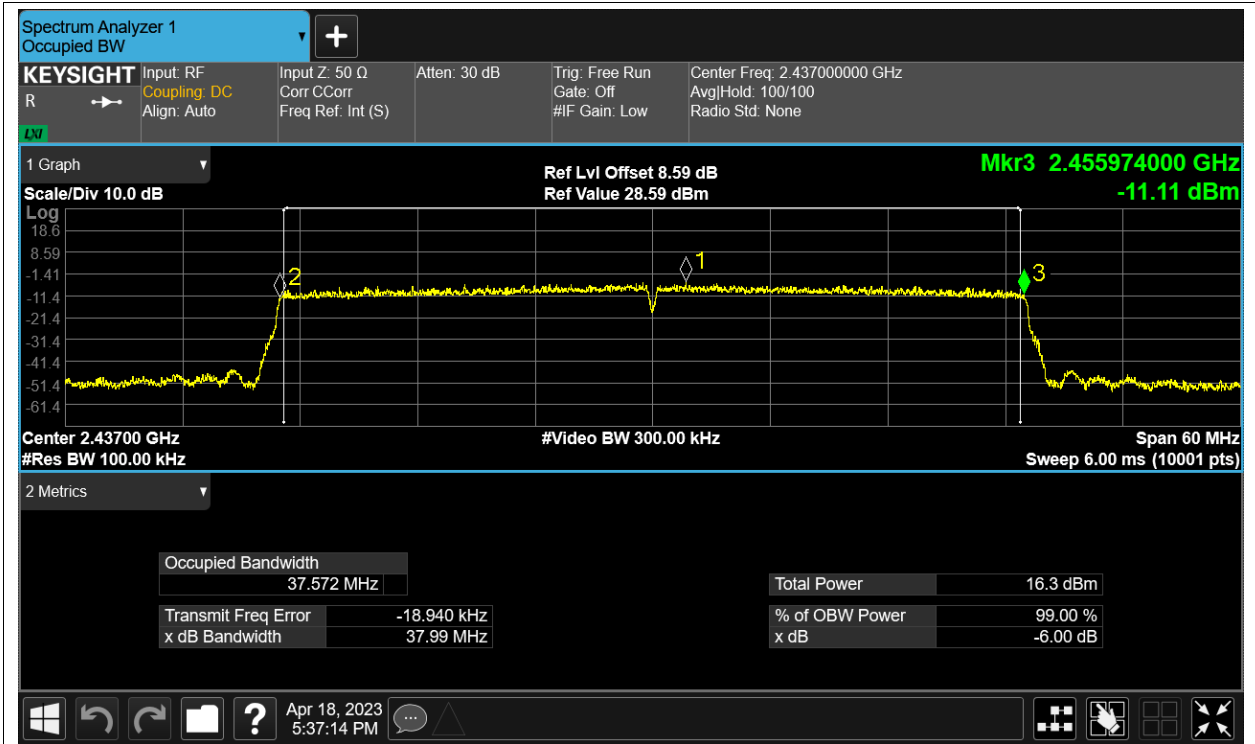 Spectrum Analyzer 1
Occupied BW
KEYSIGHT
R
LXI
Input: RF
Coupling: DC
Align: Auto
Input Z: 50 Ω
Corr CCorr
Freq Ref: Int (S)
Atten: 30 dB
Trig: Free Run
Gate: Off
#IF Gain: Low
Center Freq: 2.437000000 GHz
Avg|Hold: 100/100
Radio Std: None
1 Graph
Scale/Div 10.0 dB
Ref Lvl Offset 8.59 dB
Ref Value 28.59 dBm
Mkr3 2.455974000 GHz
-11.11 dBm
Log
18.6
8.59
-1.41
-11.4
-21.4
-31.4
-41.4
-51.4
-61.4
2
1
3
Center 2.43700 GHz
#Res BW 100.00 kHz
#Video BW 300.00 kHz
Span 60 MHz
Sweep 6.00 ms (10001 pts)
2 Metrics
Occupied Bandwidth
37.572 MHz
Transmit Freq Error -18.940 kHz
x dB Bandwidth 37.99 MHz
Total Power 16.3 dBm
% of OBW Power 99.00 %
x dB -6.00 dB
?
Apr 18, 2023
5:37:14 PM